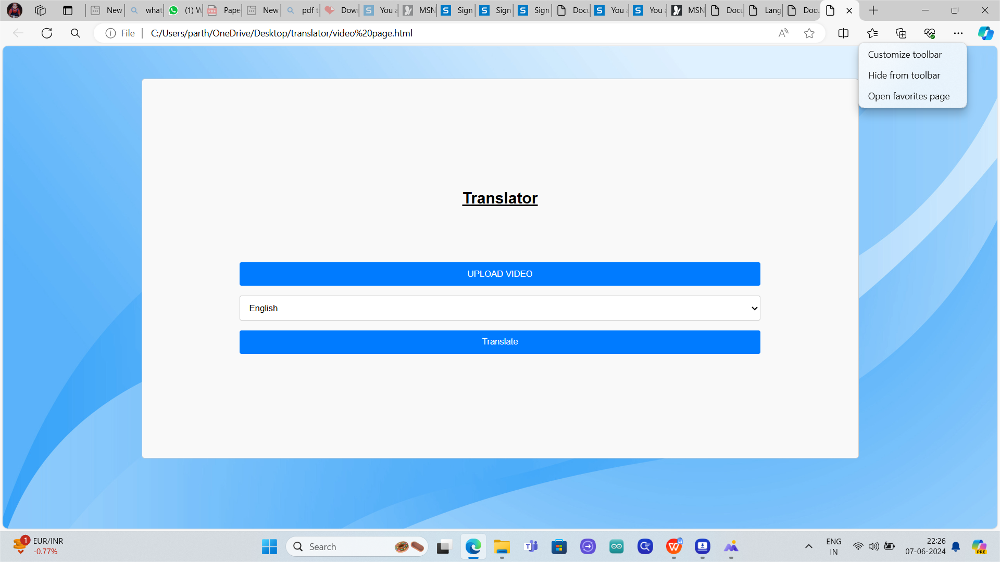 New
what
(1) W
Pape
New
pdf t
Dow
You a
MSN
Sign
Sign
Sign
Docu
You a
You a
MSN
Docu
Lang
Docu
File
C:/Users/parth/OneDrive/Desktop/translator/video%20page.html
Customize toolbar
Hide from toolbar
Open favorites page
Translator
UPLOAD VIDEO
English
Translate
1
EUR/INR
-0.77%
Search
ENG
IN
22:26
07-06-2024
PRE